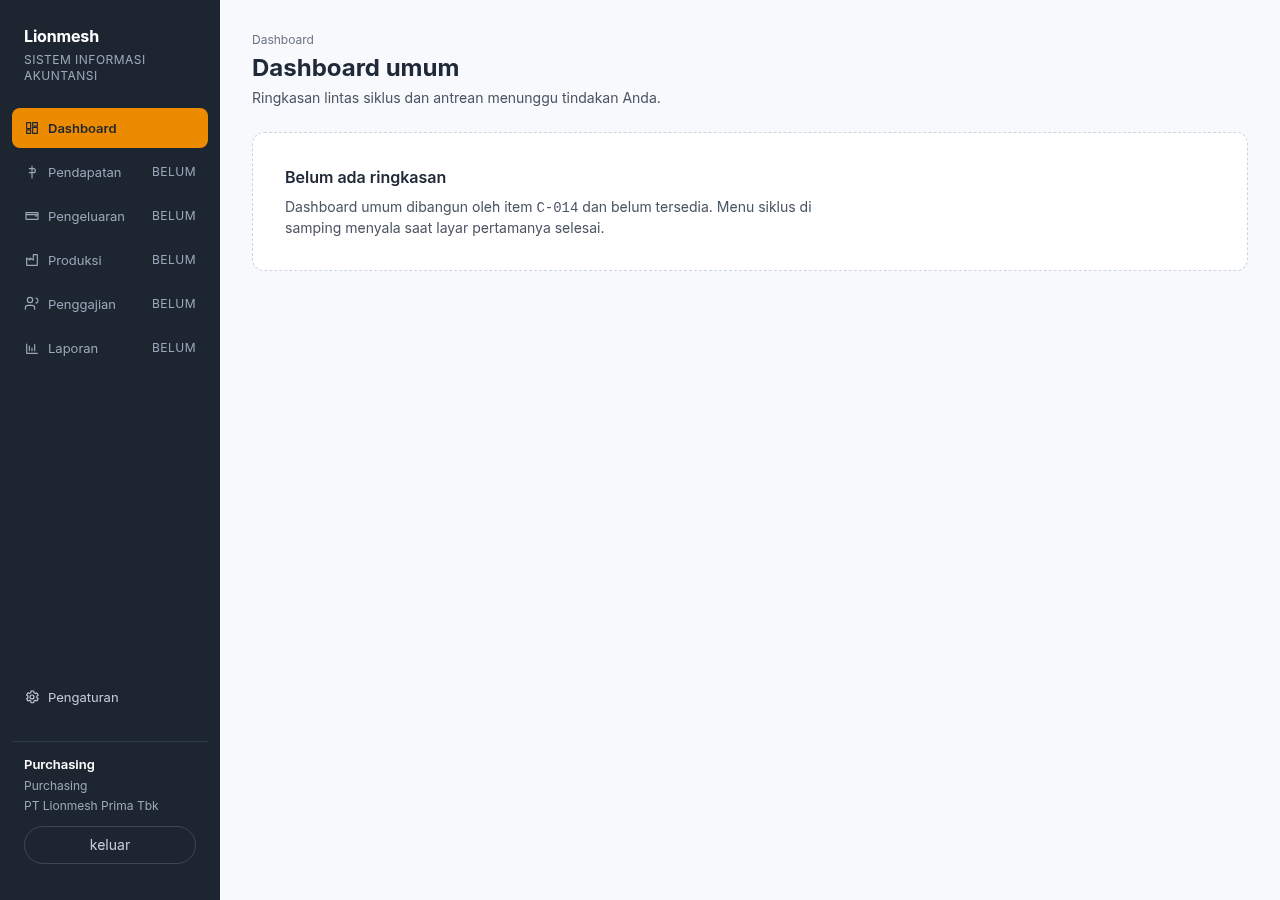 Lionmesh
SISTEM INFORMASI
AKUNTANSI
Dashboard
Pendapatan BELUM
Pengeluaran BELUM
Produksi BELUM
Penggajian BELUM
Laporan BELUM
Pengaturan
Purchasing
Purchasing
PT Lionmesh Prima Tbk
keluar
Dashboard
Dashboard umum
Ringkasan lintas siklus dan antrean menunggu tindakan Anda.
Belum ada ringkasan
Dashboard umum dibangun oleh item C-014 dan belum tersedia. Menu siklus di
samping menyala saat layar pertamanya selesai.